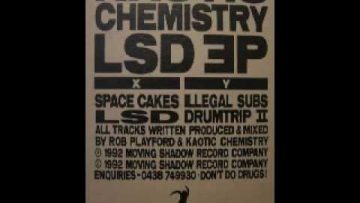 KAOTIC
CHEMISTRY
LSD EP
X Y
SPACE CAKES ILLEGAL SUBS
LSD DRUMTRIP II
ALL TRACKS WRITTEN PRODUCED & MIXED
BY ROB PLAYFORD & KAOTIC CHEMISTRY
℗ 1992 MOVING SHADOW RECORD COMPANY
© 1992 MOVING SHADOW RECORD COMPANY
ENQUIRIES-0438 749930-DON'T DO DRUGS!